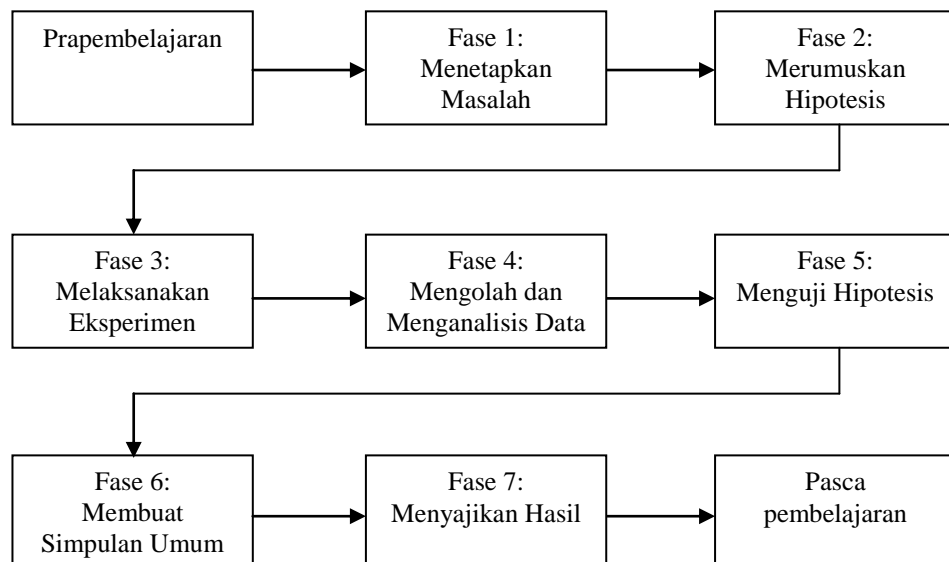 Prapembelajaran
Fase 1:
Menetapkan
Masalah
Fase 2:
Merumuskan
Hipotesis
Fase 3:
Melaksanakan
Eksperimen
Fase 4:
Mengolah dan
Menganalisis Data
Fase 5:
Menguji Hipotesis
Fase 6:
Membuat
Simpulan Umum
Fase 7:
Menyajikan Hasil
Pasca
pembelajaran